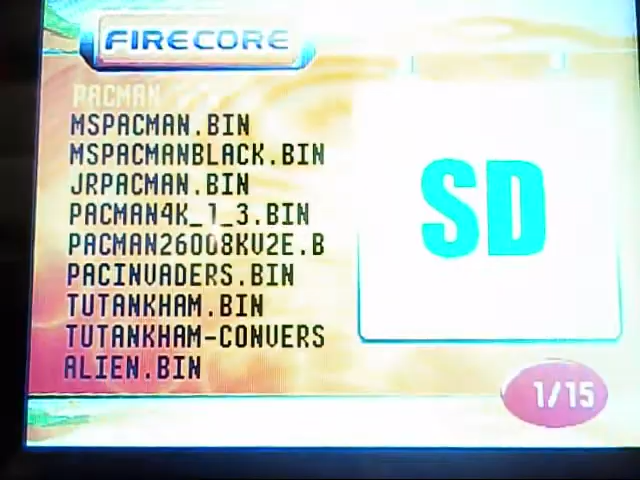 FIRECORE
PACMAN
MSPACMAN.BIN
MSPACMANBLACK.BIN
JRPACMAN.BIN
PACMAN4K_1_3.BIN
PACMAN26008KV2E.B
PACINVADERS.BIN
TUTANKHAM.BIN
TUTANKHAM-CONVERS
ALIEN.BIN
SD
1/15